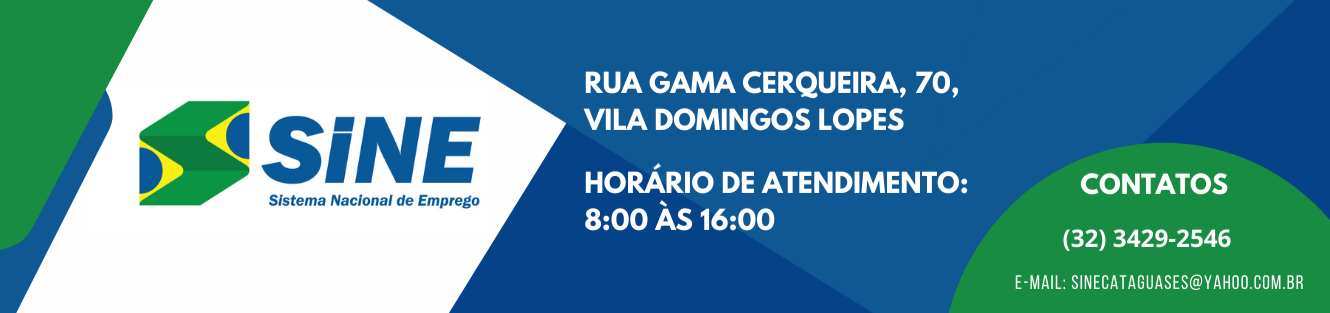 SiNE
Sistema Nacional de Emprego
RUA GAMA CERQUEIRA, 70,
VILA DOMINGOS LOPES
HORÁRIO DE ATENDIMENTO:
8:00 ÀS 16:00
CONTATOS
(32) 3429-2546
E-MAIL: SINECATAGUASES@YAHOO.COM.BR